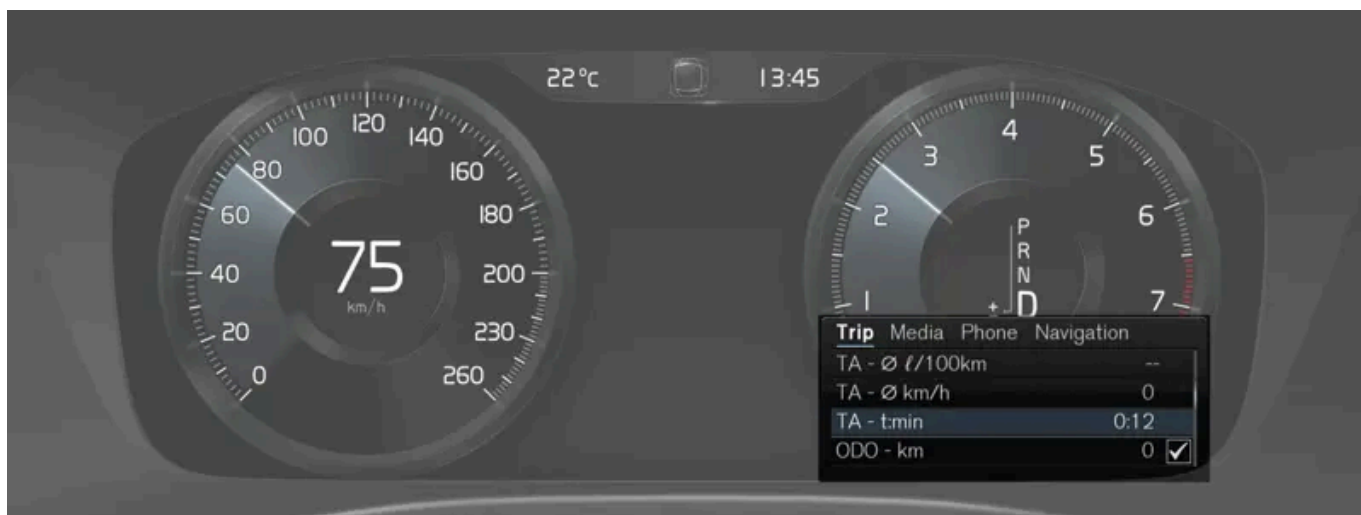 22°C 13:45
0 20 40 60 80 100 120 140 160 180 200 230 260
75
km/h
1 2 3 4 5 6 7
P
R
N
± D
Trip Media Phone Navigation
TA - Ø ℓ/100km --
TA - Ø km/h 0
TA - t:min 0:12
ODO - km 0